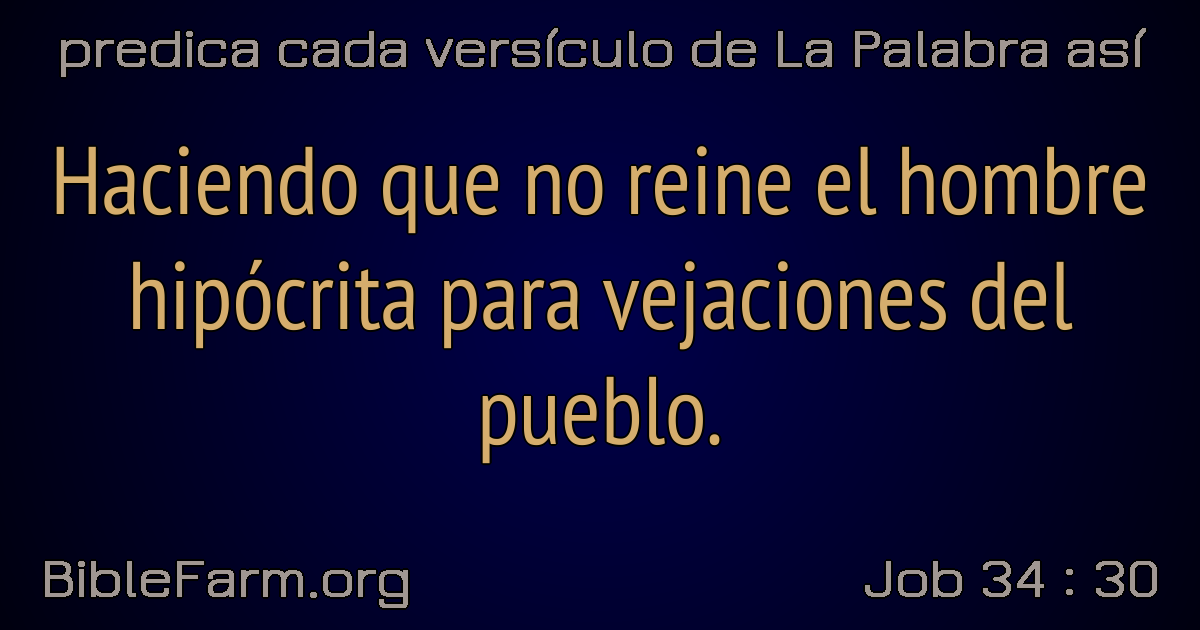 predica cada versículo de La Palabra así
Haciendo que no reine el hombre
hipócrita para vejaciones del
pueblo.
BibleFarm.org
Job 34 : 30